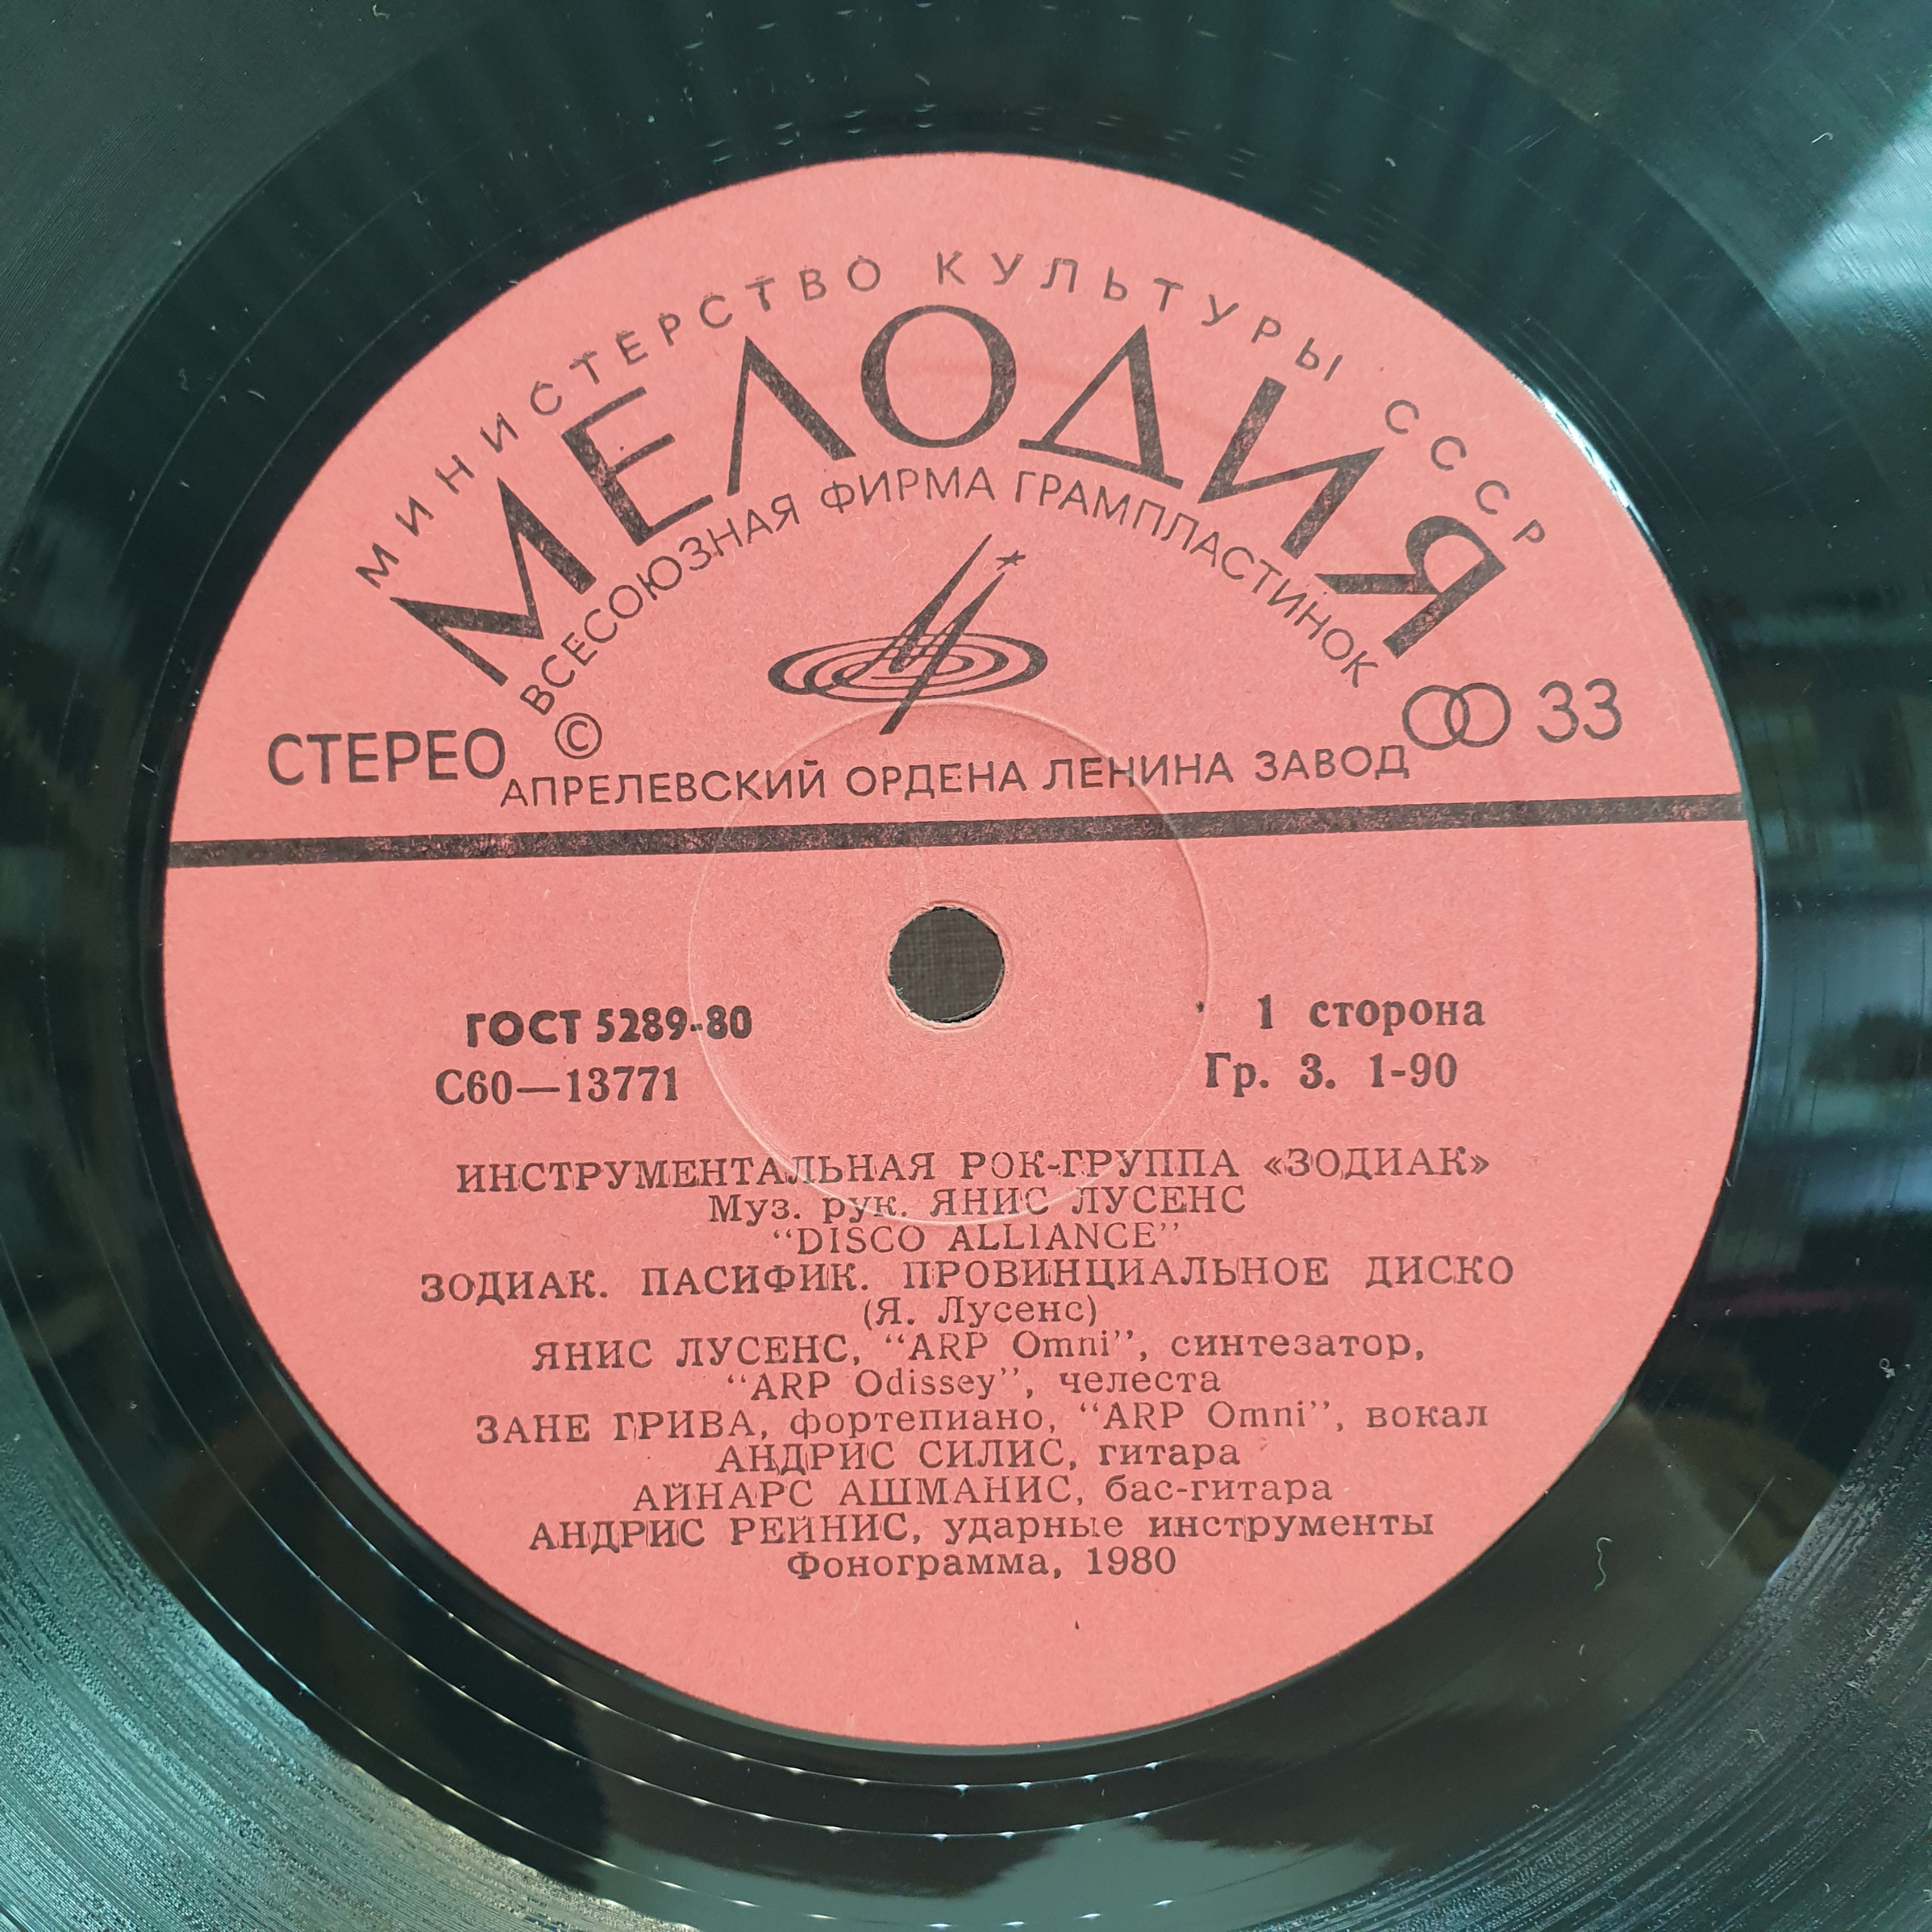 МИНИСТЕРСТВО КУЛЬТУРЫ СССР
МЕЛОДИЯ
ВСЕСОЮЗНАЯ ФИРМА ГРАМПЛАСТИНОК
СТЕРЕО © 33
АПРЕЛЕВСКИЙ ОРДЕНА ЛЕНИНА ЗАВОД
ГОСТ 5289-80 1 сторона
С60—13771 Гр. 3. 1-90
ИНСТРУМЕНТАЛЬНАЯ РОК-ГРУППА «ЗОДИАК»
Муз. рук. ЯНИС ЛУСЕНС
“DISCO ALLIANCE”
ЗОДИАК. ПАСИФИК. ПРОВИНЦИАЛЬНОЕ ДИСКО
(Я. Лусенс)
ЯНИС ЛУСЕНС, “ARP Omni”, синтезатор,
“ARP Odissey”, челеста
ЗАНЕ ГРИВА, фортепиано, “ARP Omni”, вокал
АНДРИС СИЛИС, гитара
АЙНАРС АШМАНИС, бас-гитара
АНДРИС РЕЙНИС, ударные инструменты
Фонограмма, 1980